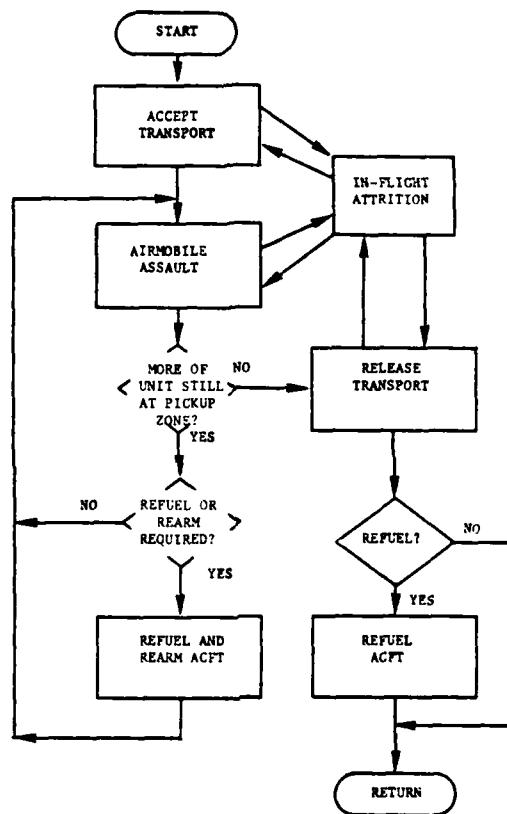 START
ACCEPT
TRANSPORT
IN-FLIGHT
ATTRITION
AIRMOBILE
ASSAULT
MORE OF
UNIT STILL
AT PICKUP
ZONE?
NO
YES
RELEASE
TRANSPORT
REFUEL OR
REARM
REQUIRED?
NO
YES
REFUEL?
NO
YES
REFUEL AND
REARM ACFT
REFUEL
ACFT
RETURN